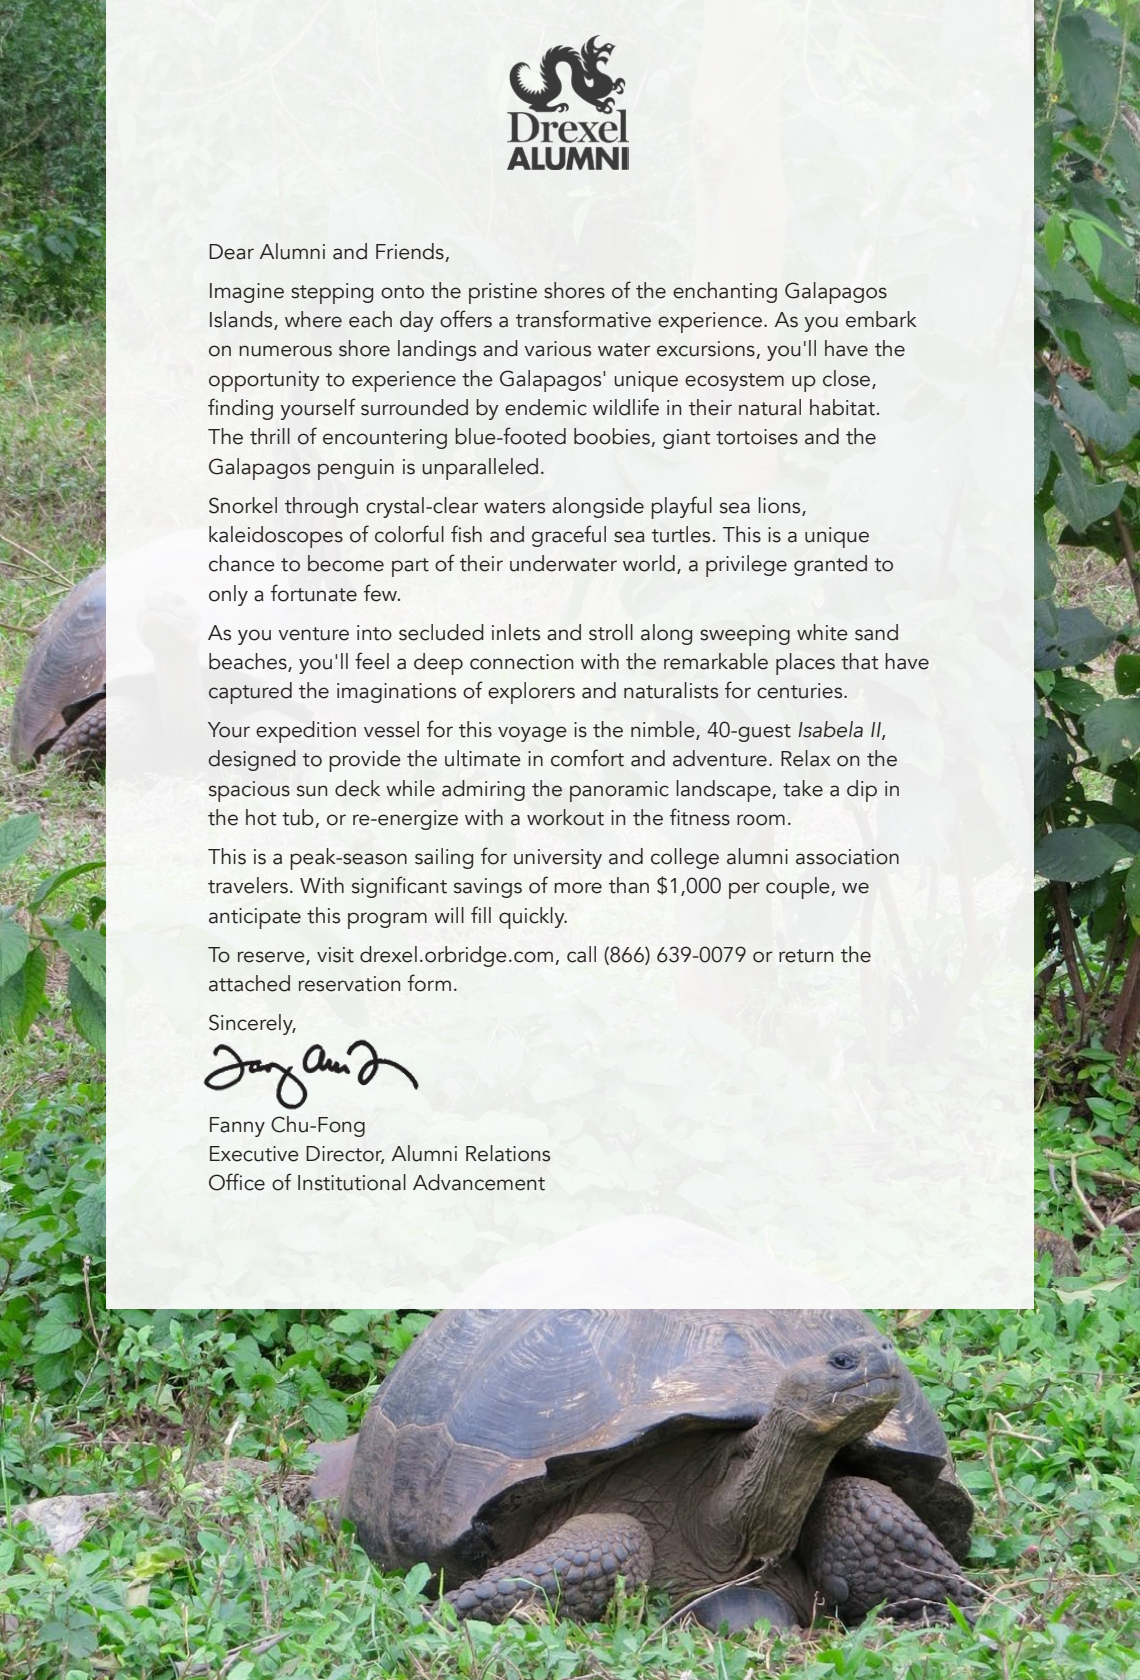 Drexel
ALUMNI
Dear Alumni and Friends,
Imagine stepping onto the pristine shores of the enchanting Galapagos
Islands, where each day offers a transformative experience. As you embark
on numerous shore landings and various water excursions, you'll have the
opportunity to experience the Galapagos' unique ecosystem up close,
finding yourself surrounded by endemic wildlife in their natural habitat.
The thrill of encountering blue-footed boobies, giant tortoises and the
Galapagos penguin is unparalleled.
Snorkel through crystal-clear waters alongside playful sea lions,
kaleidoscopes of colorful fish and graceful sea turtles. This is a unique
chance to become part of their underwater world, a privilege granted to
only a fortunate few.
As you venture into secluded inlets and stroll along sweeping white sand
beaches, you'll feel a deep connection with the remarkable places that have
captured the imaginations of explorers and naturalists for centuries.
Your expedition vessel for this voyage is the nimble, 40-guest Isabela II,
designed to provide the ultimate in comfort and adventure. Relax on the
spacious sun deck while admiring the panoramic landscape, take a dip in
the hot tub, or re-energize with a workout in the fitness room.
This is a peak-season sailing for university and college alumni association
travelers. With significant savings of more than $1,000 per couple, we
anticipate this program will fill quickly.
To reserve, visit drexel.orbridge.com, call (866) 639-0079 or return the
attached reservation form.
Sincerely,
Fanny Chu-Fong
Executive Director, Alumni Relations
Office of Institutional Advancement